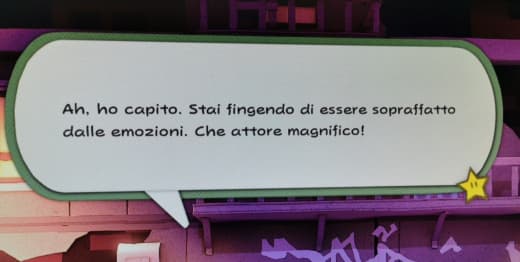 Ah, ho capito. Stai fingendo di essere sopraffatto
dalle emozioni. Che attore magnifico!